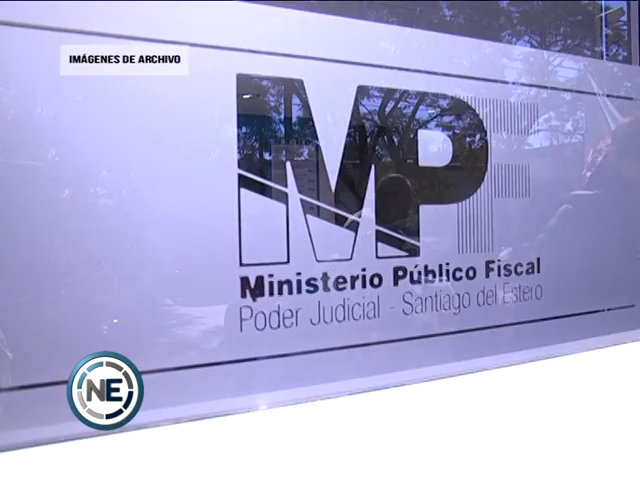 IMÁGENES DE ARCHIVO
MPF
Ministerio Público Fiscal
Poder Judicial - Santiago del Estero
NE